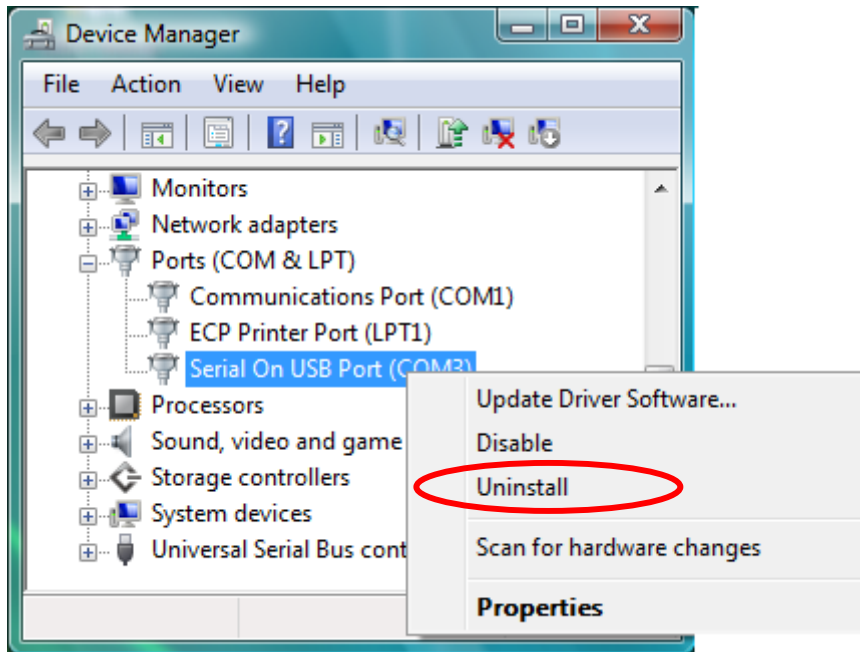 Device Manager
File Action View Help
Monitors
Network adapters
Ports (COM & LPT)
Communications Port (COM1)
ECP Printer Port (LPT1)
Serial On USB Port (COM3)
Processors
Sound, video and game
Storage controllers
System devices
Universal Serial Bus cont
Update Driver Software...
Disable
Uninstall
Scan for hardware changes
Properties